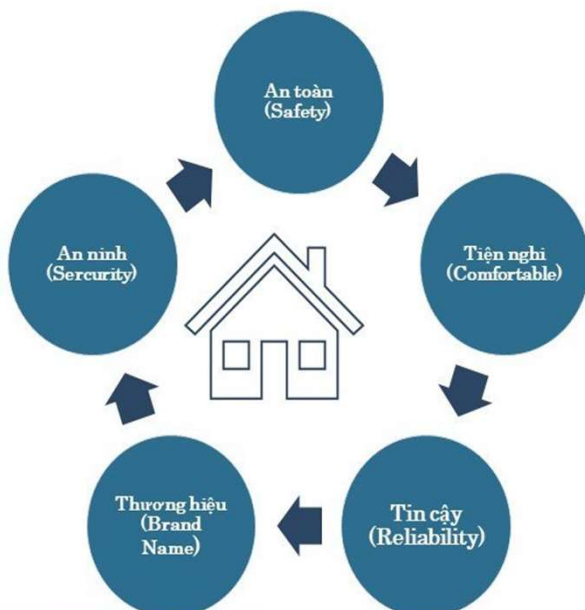 An toàn
(Safety)
Tiện nghi
(Comfortable)
Tin cậy
(Reliability)
Thương hiệu
(Brand
Name)
An ninh
(Sercurity)